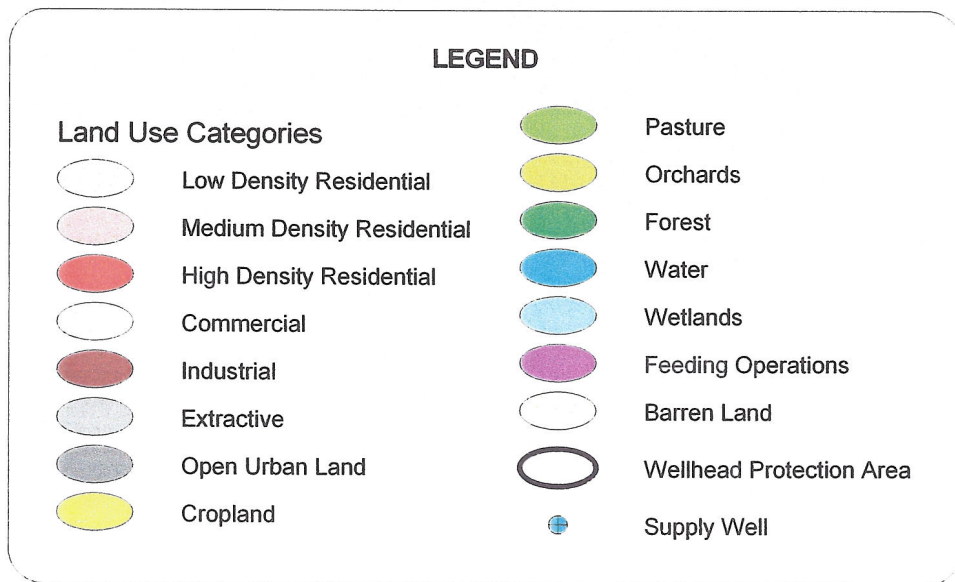 LEGEND
Land Use Categories
Low Density Residential
Medium Density Residential
High Density Residential
Commercial
Industrial
Extractive
Open Urban Land
Cropland
Pasture
Orchards
Forest
Water
Wetlands
Feeding Operations
Barren Land
Wellhead Protection Area
Supply Well